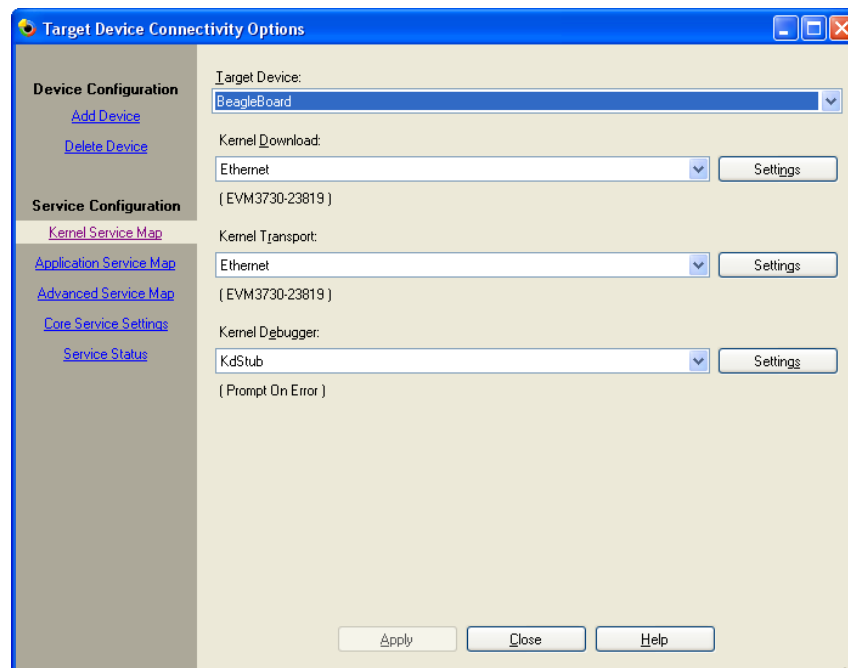 Target Device Connectivity Options
Device Configuration
Add Device
Delete Device
Service Configuration
Kernel Service Map
Application Service Map
Advanced Service Map
Core Service Settings
Service Status
Target Device:
BeagleBoard
Kernel Download:
Ethernet
Settings
( EVM3730-23819 )
Kernel Transport:
Ethernet
Settings
( EVM3730-23819 )
Kernel Debugger:
KdStub
Settings
( Prompt On Error )
Apply
Close
Help